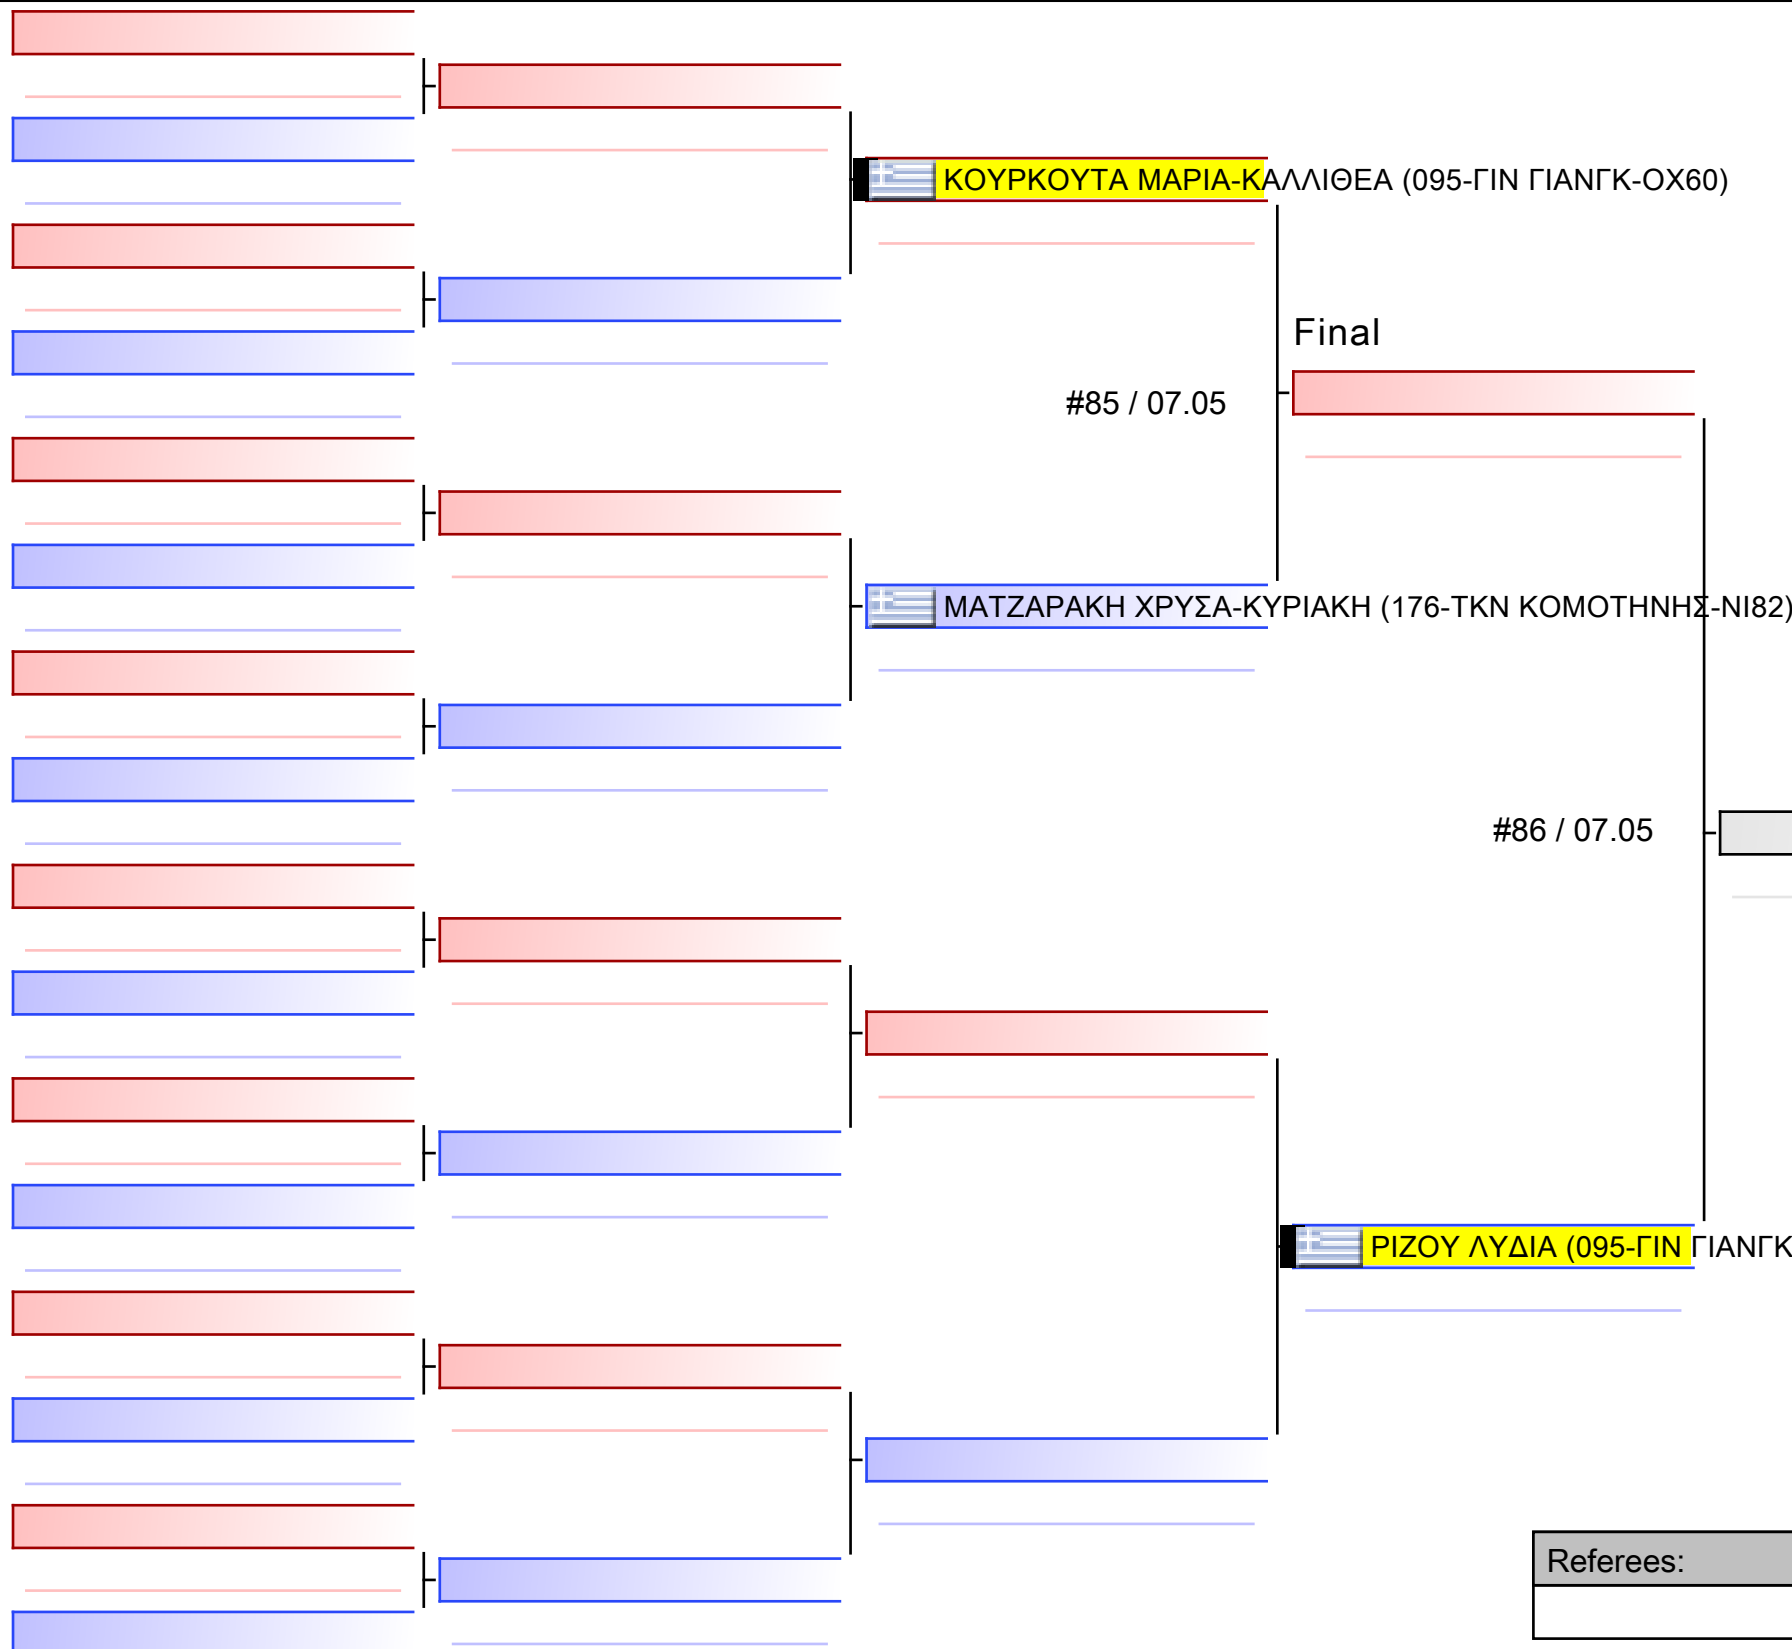 ΚΟΥΡΚΟΥΤΑ ΜΑΡΙΑ-ΚΑΛΛΙΘΕΑ (095-ΓΙΝ ΓΙΑΝΓΚ-ΟΧ60)
Final
#85 / 07.05
ΜΑΤΖΑΡΑΚΗ ΧΡΥΣΑ-ΚΥΡΙΑΚΗ (176-ΤΚΝ ΚΟΜΟΤΗΝΗΣ-ΝΙ82)
#86 / 07.05
ΡΙΖΟΥ ΛΥΔΙΑ (095-ΓΙΝ ΓΙΑΝΓΚ
Referees: